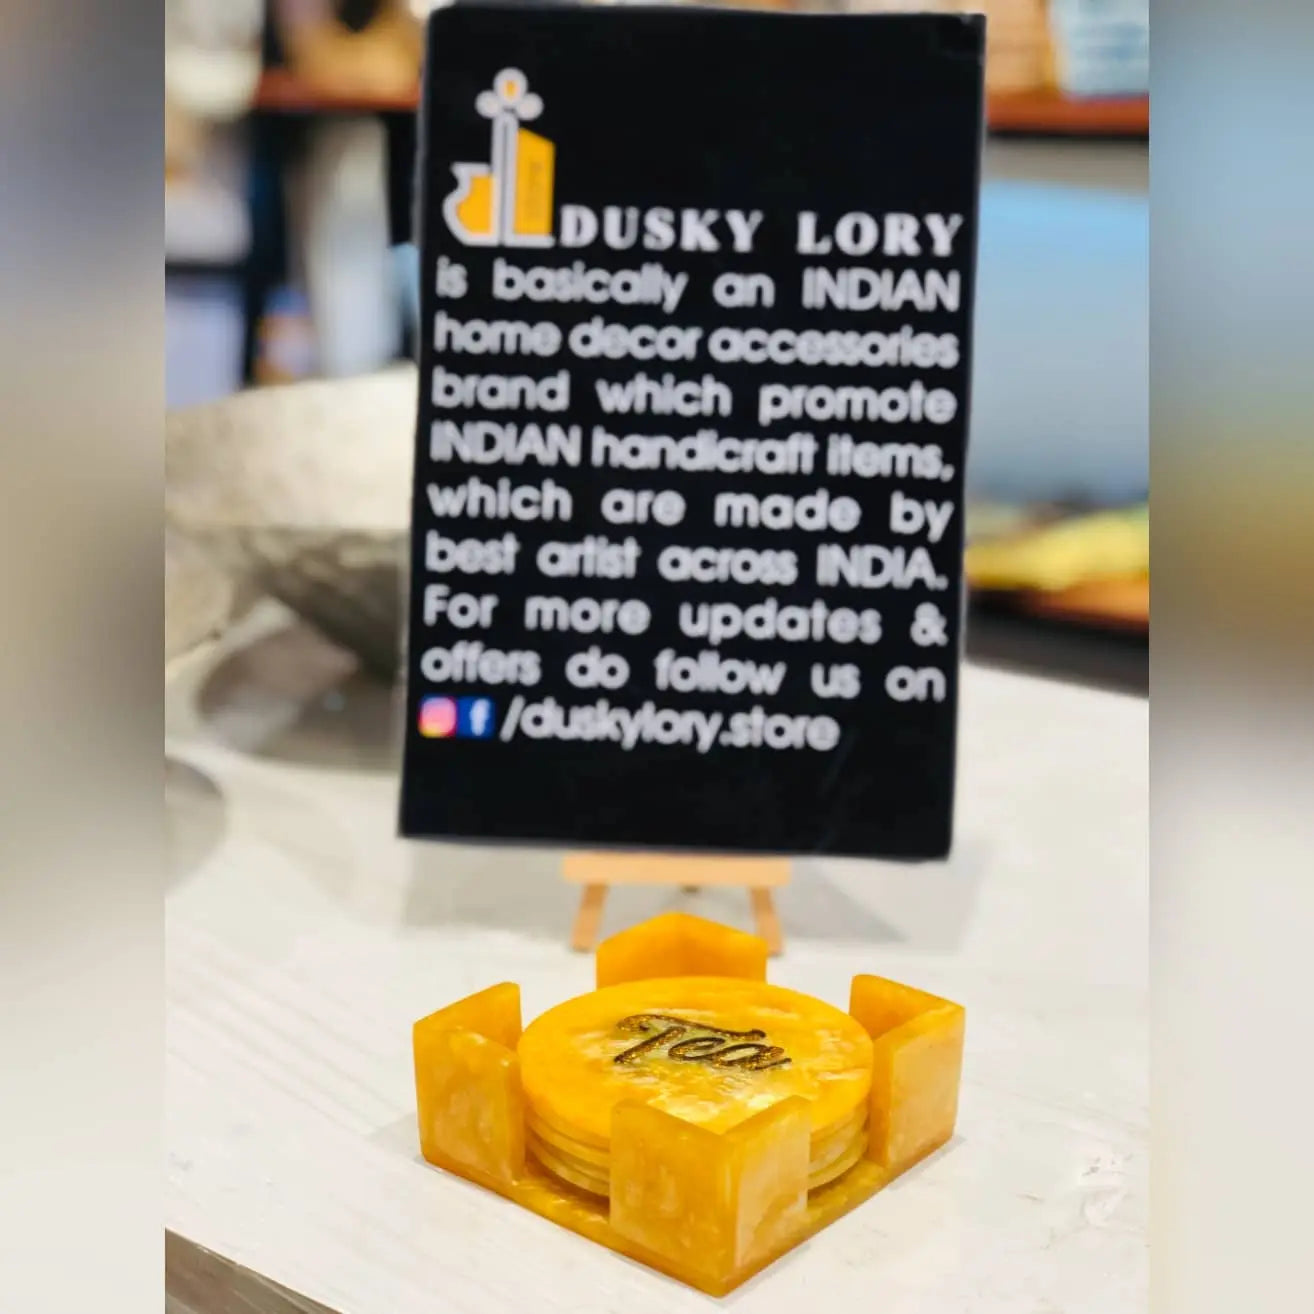 DUSKY LORY
is basically an INDIAN
home decor accessories
brand which promote
INDIAN handicraft items,
which are made by
best artist across INDIA.
For more updates &
offers do follow us on
/duskylory.store
Tea